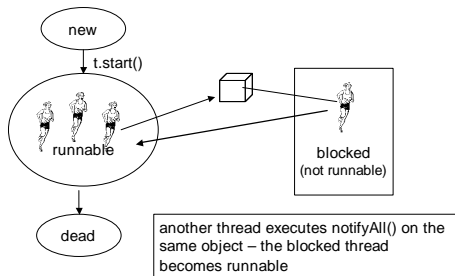 new
t.start()
runnable
blocked
(not runnable)
dead
another thread executes notifyAll() on the
same object – the blocked thread
becomes runnable